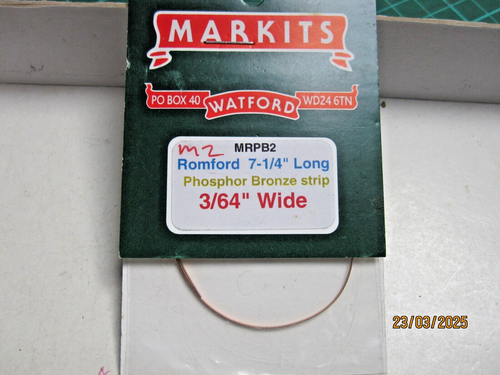 MARKITS
PO BOX 40 WATFORD WD24 6TN
m2 MRPB2
Romford 7-1/4" Long
Phosphor Bronze strip
3/64" Wide
23/03/2025